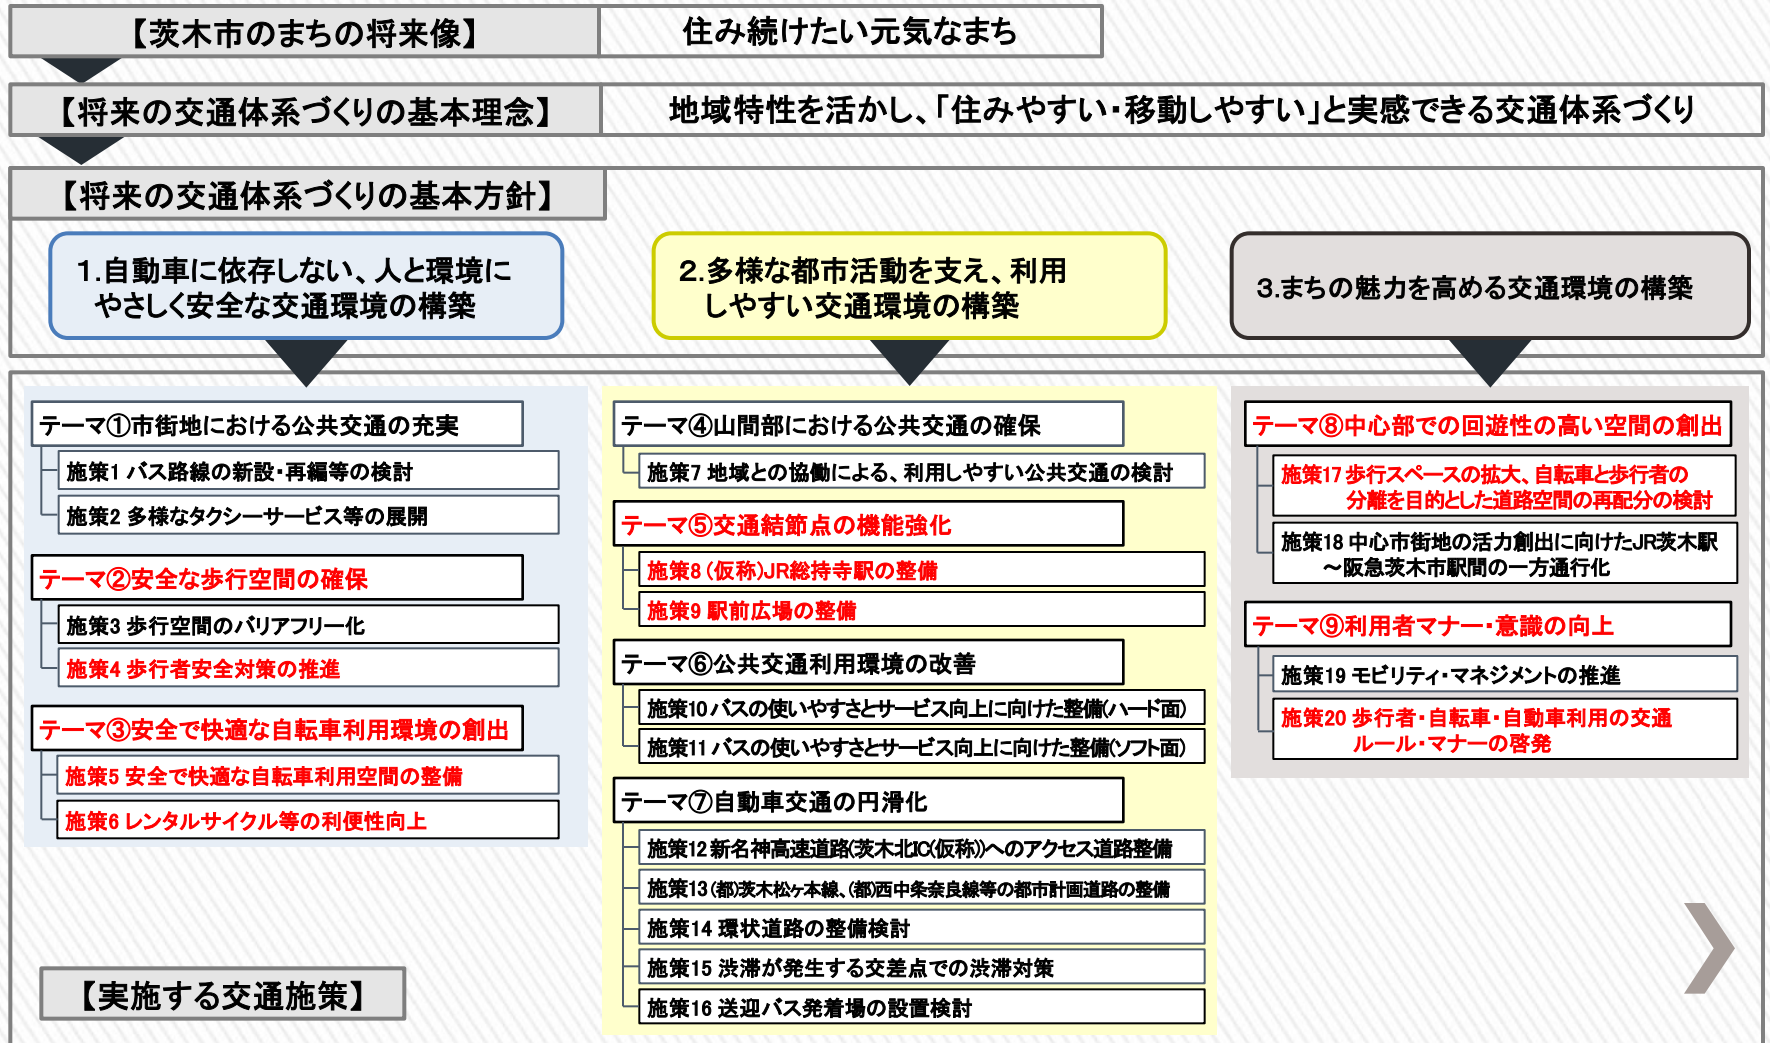 【茨木市のまちの将来像】
住み続けたい元気なまち
【将来の交通体系づくりの基本理念】
地域特性を活かし、「住みやすい・移動しやすい」と実感できる交通体系づくり
【将来の交通体系づくりの基本方針】
1.自動車に依存しない、人と環境に
やさしく安全な交通環境の構築
2.多様な都市活動を支え、利用
しやすい交通環境の構築
3.まちの魅力を高める交通環境の構築
テーマ①市街地における公共交通の充実
施策1 バス路線の新設・再編等の検討
施策2 多様なタクシーサービス等の展開
テーマ②安全な歩行空間の確保
施策3 歩行空間のバリアフリー化
施策4 歩行者安全対策の推進
テーマ③安全で快適な自転車利用環境の創出
施策5 安全で快適な自転車利用空間の整備
施策6 レンタルサイクル等の利便性向上
テーマ④山間部における公共交通の確保
施策7 地域との協働による、利用しやすい公共交通の検討
テーマ⑤交通結節点の機能強化
施策8 (仮称)JR総持寺駅の整備
施策9 駅前広場の整備
テーマ⑥公共交通利用環境の改善
施策10 バスの使いやすさとサービス向上に向けた整備(ハード面)
施策11 バスの使いやすさとサービス向上に向けた整備(ソフト面)
テーマ⑦自動車交通の円滑化
施策12 新名神高速道路(茨木北IC(仮称))へのアクセス道路整備
施策13 (都)茨木松ヶ本線、(都)西中条奈良線等の都市計画道路の整備
施策14 環状道路の整備検討
施策15 渋滞が発生する交差点での渋滞対策
施策16 送迎バス発着場の設置検討
テーマ⑧中心部での回遊性の高い空間の創出
施策17 歩行スペースの拡大、自転車と歩行者の
分離を目的とした道路空間の再配分の検討
施策18 中心市街地の活力創出に向けたJR茨木駅
～阪急茨木市駅間の一方通行化
テーマ⑨利用者マナー・意識の向上
施策19 モビリティ・マネジメントの推進
施策20 歩行者・自転車・自動車利用の交通
ルール・マナーの啓発
【実施する交通施策】